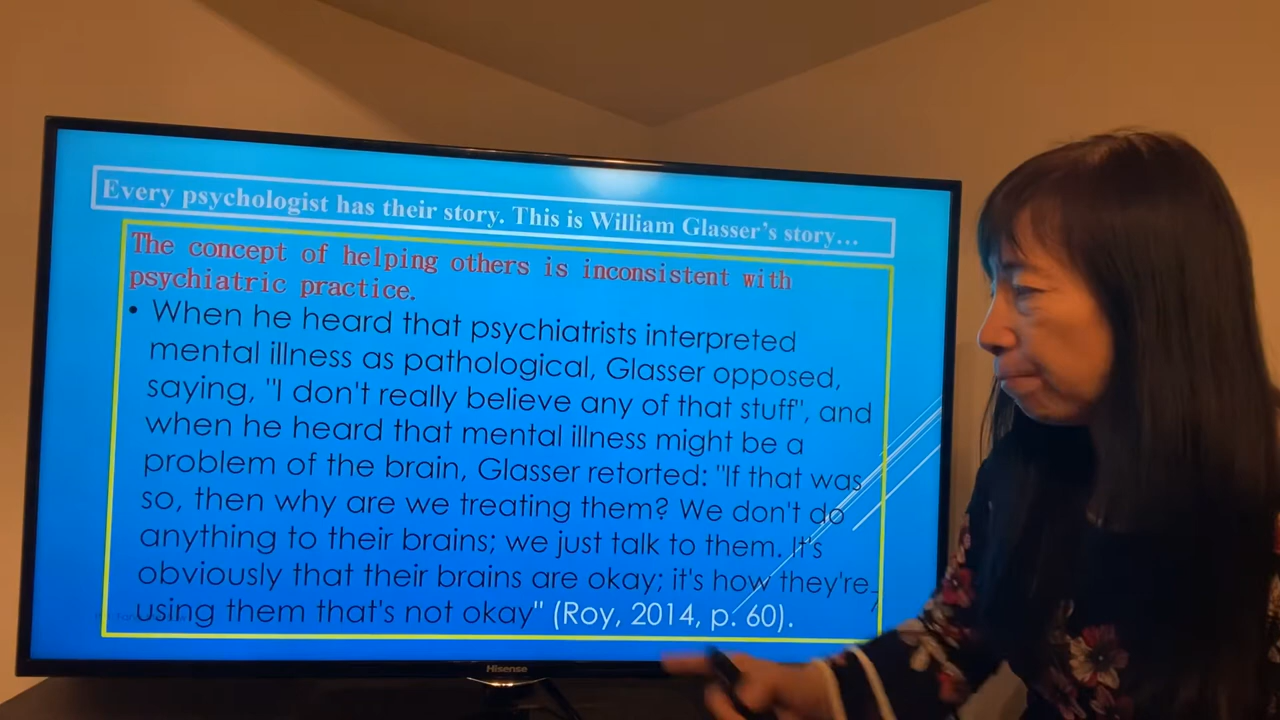 Every psychologist has their story. This is William Glasser's story...
The concept of helping others is inconsistent with
psychiatric practice.
• When he heard that psychiatrists interpreted
mental illness as pathological, Glasser opposed,
saying, "I don't really believe any of that stuff", and
when he heard that mental illness might be a
problem of the brain, Glasser retorted: "If that was
so, then why are we treating them? We don't do
anything to their brains; we just talk to them. It's
obviously that their brains are okay; it's how they're
using them that's not okay" (Roy, 2014, p. 60).
Hisense